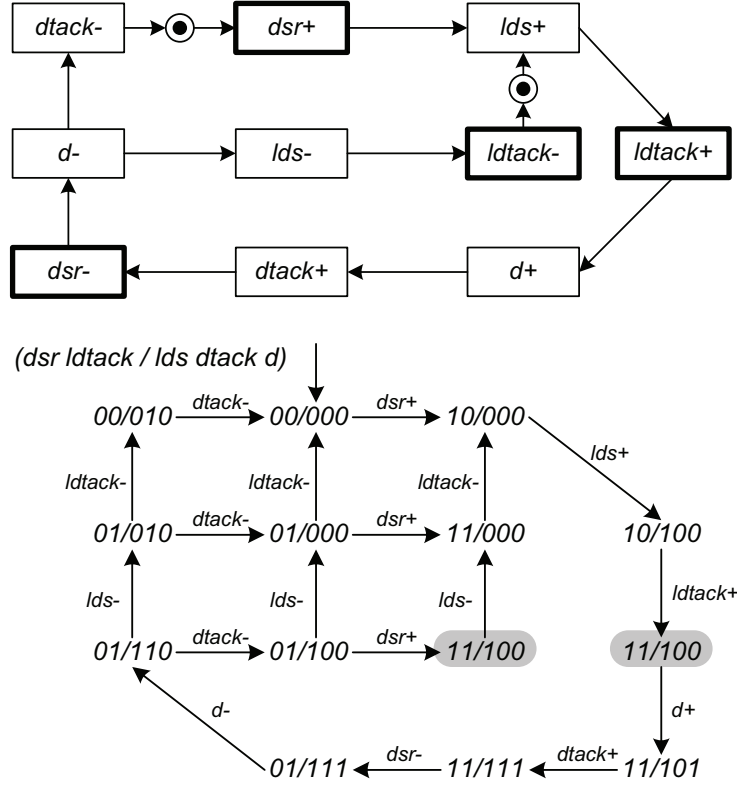 dtack- dsr+ lds+
d- lds- ldtack- ldtack+
dsr- dtack+ d+
(dsr ldtack / lds dtack d)
00/010 dtack- 00/000 dsr+ 10/000
lds+
ldtack- ldtack- ldtack-
01/010 dtack- 01/000 dsr+ 11/000 10/100
lds- lds- lds- ldtack+
01/110 dtack- 01/100 dsr+ 11/100 11/100
d- d+
01/111 dsr- 11/111 dtack+ 11/101